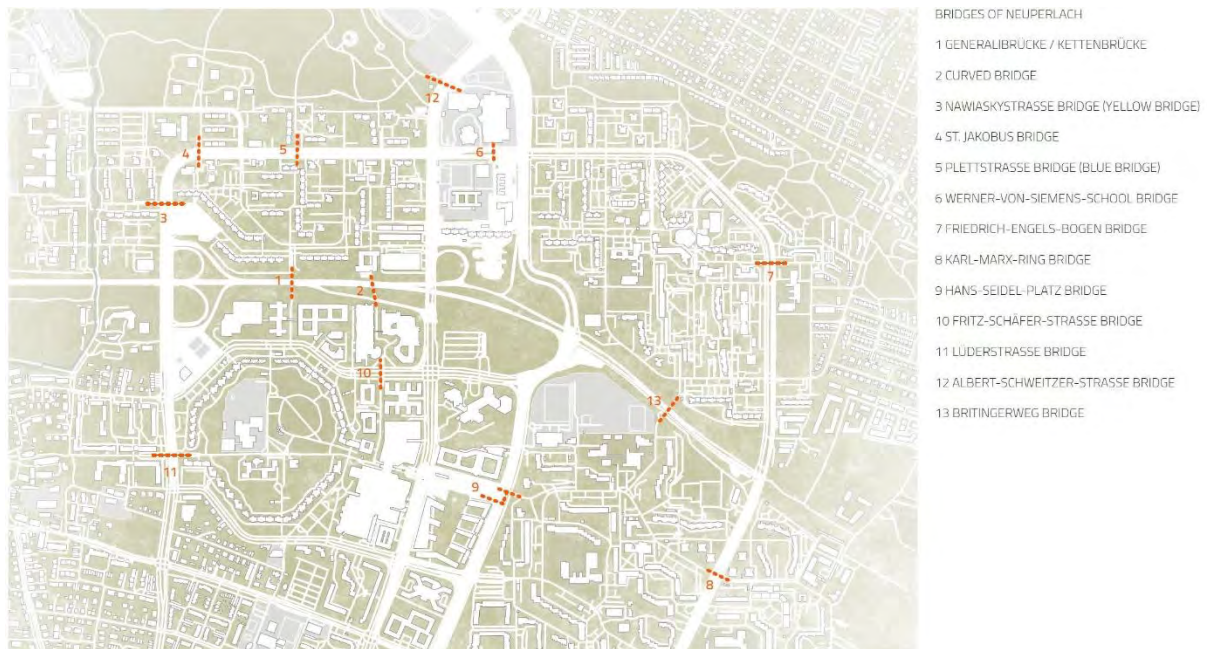 BRIDGES OF NEUPERLACH
1 GENERALIBRÜCKE / KETTENBRÜCKE
2 CURVED BRIDGE
3 NAWIASKYSTRASSE BRIDGE (YELLOW BRIDGE)
4 ST. JAKOBUS BRIDGE
5 PLETTSTRASSE BRIDGE (BLUE BRIDGE)
6 WERNER-VON-SIEMENS-SCHOOL BRIDGE
7 FRIEDRICH-ENGELS-BOGEN BRIDGE
8 KARL-MARX-RING BRIDGE
9 HANS-SEIDEL-PLATZ BRIDGE
10 FRITZ-SCHÄFER-STRASSE BRIDGE
11 LÜDERSTRASSE BRIDGE
12 ALBERT-SCHWEITZER-STRASSE BRIDGE
13 BRITINGERWEG BRIDGE
12
4
5
6
3
7
1
2
10
13
11
9
8